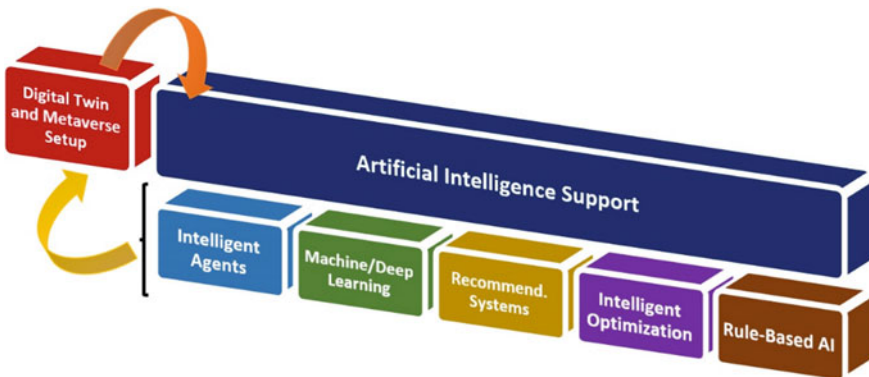 Digital Twin
and Metaverse
Setup
Artificial Intelligence Support
Intelligent
Agents
Machine/Deep
Learning
Recommend.
Systems
Intelligent
Optimization
Rule-Based AI